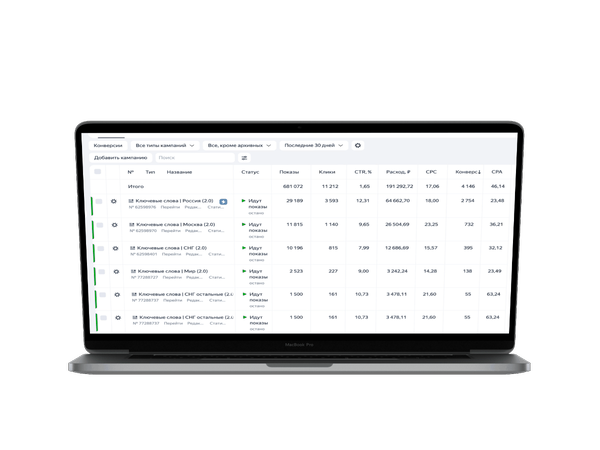 Конверсии Все типы кампаний Все, кроме архивных Последние 30 дней
Добавить кампанию Поиск
№ Тип Название Статус Показы Клики CTR, % Расход, ₽ CPC Конверс↓ CPA
Итого 681 072 11 212 1,65 191 292,72 17,06 4 146 46,14
Ключевые слова | Россия (2.0) Идут показы 29 189 3 593 12,31 64 662,70 18,00 2 754 23,48
Перейти Редак... Стати...
Ключевые слова | Москва (2.0) Идут показы 11 815 1 140 9,65 26 504,69 23,25 732 36,21
Перейти Редак... Стати...
Ключевые слова | СНГ (2.0) Идут показы 10 196 815 7,99 12 686,69 15,57 395 32,12
Перейти Редак... Стати...
Ключевые слова | Мир (2.0) Идут показы 2 523 227 9,00 3 242,24 14,28 138 23,49
№ 77288727 Перейти Редак... Стати...
Ключевые слова | СНГ остальные (2.0 Идут показы 1 500 161 10,73 3 478,11 21,60 55 63,24
№ 77288737 Перейти Редак... Стати...
Ключевые слова | СНГ остальные (2.0 Идут показы 1 500 161 10,73 3 478,11 21,60 55 63,24
№ 77288737 Перейти Редак... Стати...
MacBook Pro